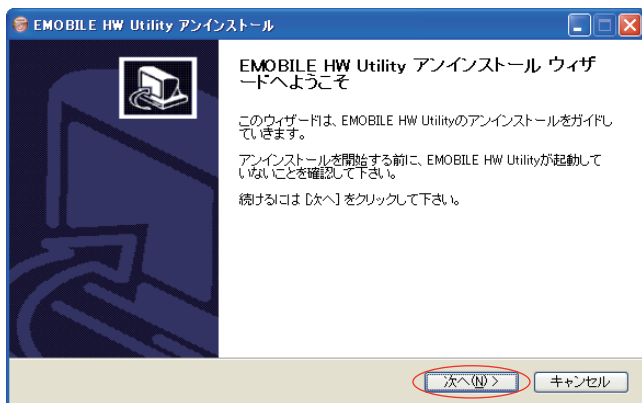 EMOBILE HW Utility アンインストール
EMOBILE HW Utility アンインストール ウィザ
ードへようこそ
このウィザードは、EMOBILE HW Utilityのアンインストールをガイドし
ていきます。
アンインストールを開始する前に、EMOBILE HW Utilityが起動して
いないことを確認して下さい。
続けるには [次へ] をクリックして下さい。
次へ(N) >
キャンセル